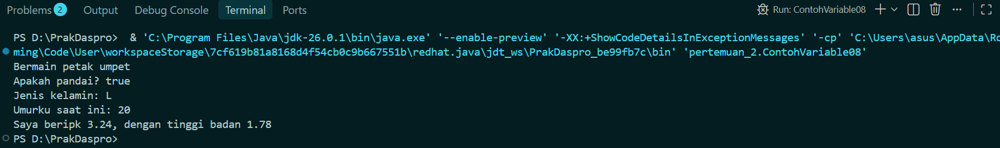 Problems 2 Output Debug Console Terminal Ports Run: ContohVariable08
PS D:\PrakDaspro>  & 'C:\Program Files\Java\jdk-26.0.1\bin\java.exe' '--enable-preview' '-XX:+ShowCodeDetailsInExceptionMessages' '-cp' 'C:\Users\asus\AppData\Roa
ming\Code\User\workspaceStorage\7cf619b81a8168d4f54cb0c9b667551b\redhat.java\jdt_ws\PrakDaspro_be99fb7c\bin' 'pertemuan_2.ContohVariable08'
Bermain petak umpet
Apakah pandai? true
Jenis kelamin: L
Umurku saat ini: 20
Saya beripk 3.24, dengan tinggi badan 1.78
PS D:\PrakDaspro>